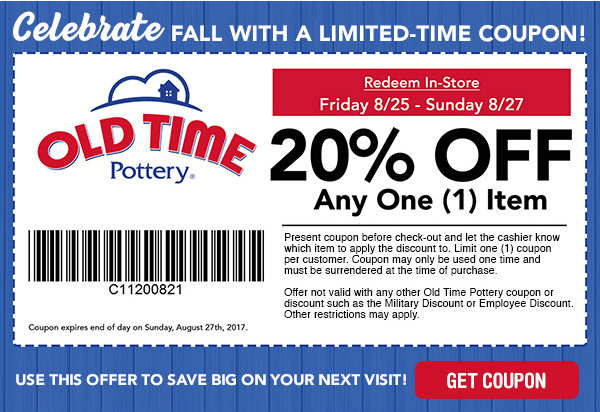 Celebrate FALL WITH A LIMITED-TIME COUPON!
OLD TIME
Pottery®
C11200821
Coupon expires end of day on Sunday, August 27th, 2017.
Redeem In-Store
Friday 8/25 - Sunday 8/27
20% OFF
Any One (1) Item
Present coupon before check-out and let the cashier know
which item to apply the discount to. Limit one (1) coupon
per customer. Coupon may only be used one time and
must be surrendered at the time of purchase.
Offer not valid with any other Old Time Pottery coupon or
discount such as the Military Discount or Employee Discount.
Other restrictions may apply.
USE THIS OFFER TO SAVE BIG ON YOUR NEXT VISIT!
GET COUPON